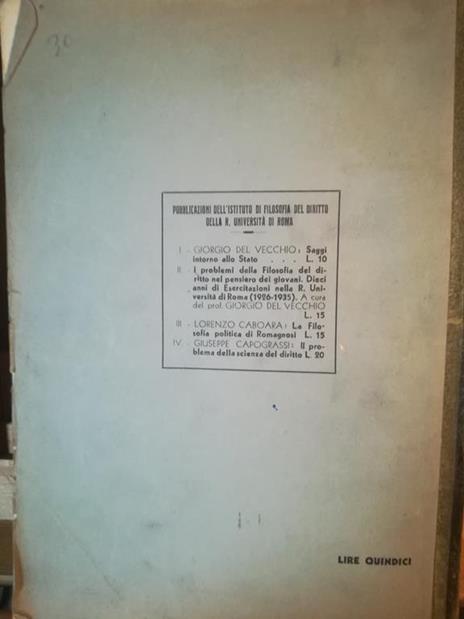 30
PUBBLICAZIONI DELL'ISTITUTO DI FILOSOFIA DEL DIRITTO
DELLA R. UNIVERSITÀ DI ROMA
I - GIORGIO DEL VECCHIO: Saggi
intorno allo Stato . . . L. 10
II - I problemi della Filosofia del di-
ritto nel pensiero dei giovani. Dieci
anni di Esercitazioni nella R. Uni-
versità di Roma (1926-1935). A cura
del prof. GIORGIO DEL VECCHIO
L. 15
III - LORENZO CABOARA: La Filo-
sofia politica di Romagnosi L. 15
IV - GIUSEPPE CAPOGRASSI: Il pro-
blema della scienza del diritto L. 20
LIRE QUINDICI